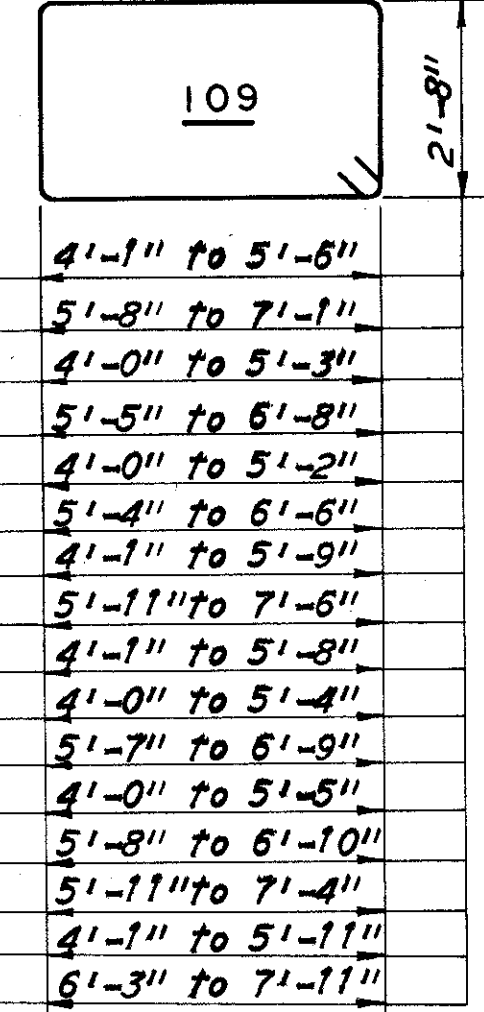 109
2'-8"
4'-1" to 5'-6"
5'-8" to 7'-1"
4'-0" to 5'-3"
5'-5" to 6'-8"
4'-0" to 5'-2"
5'-4" to 6'-6"
4'-1" to 5'-9"
5'-11" to 7'-6"
4'-1" to 5'-8"
4'-0" to 5'-4"
5'-7" to 6'-9"
4'-0" to 5'-5"
5'-8" to 6'-10"
5'-11" to 7'-4"
4'-1" to 5'-11"
6'-3" to 7'-11"